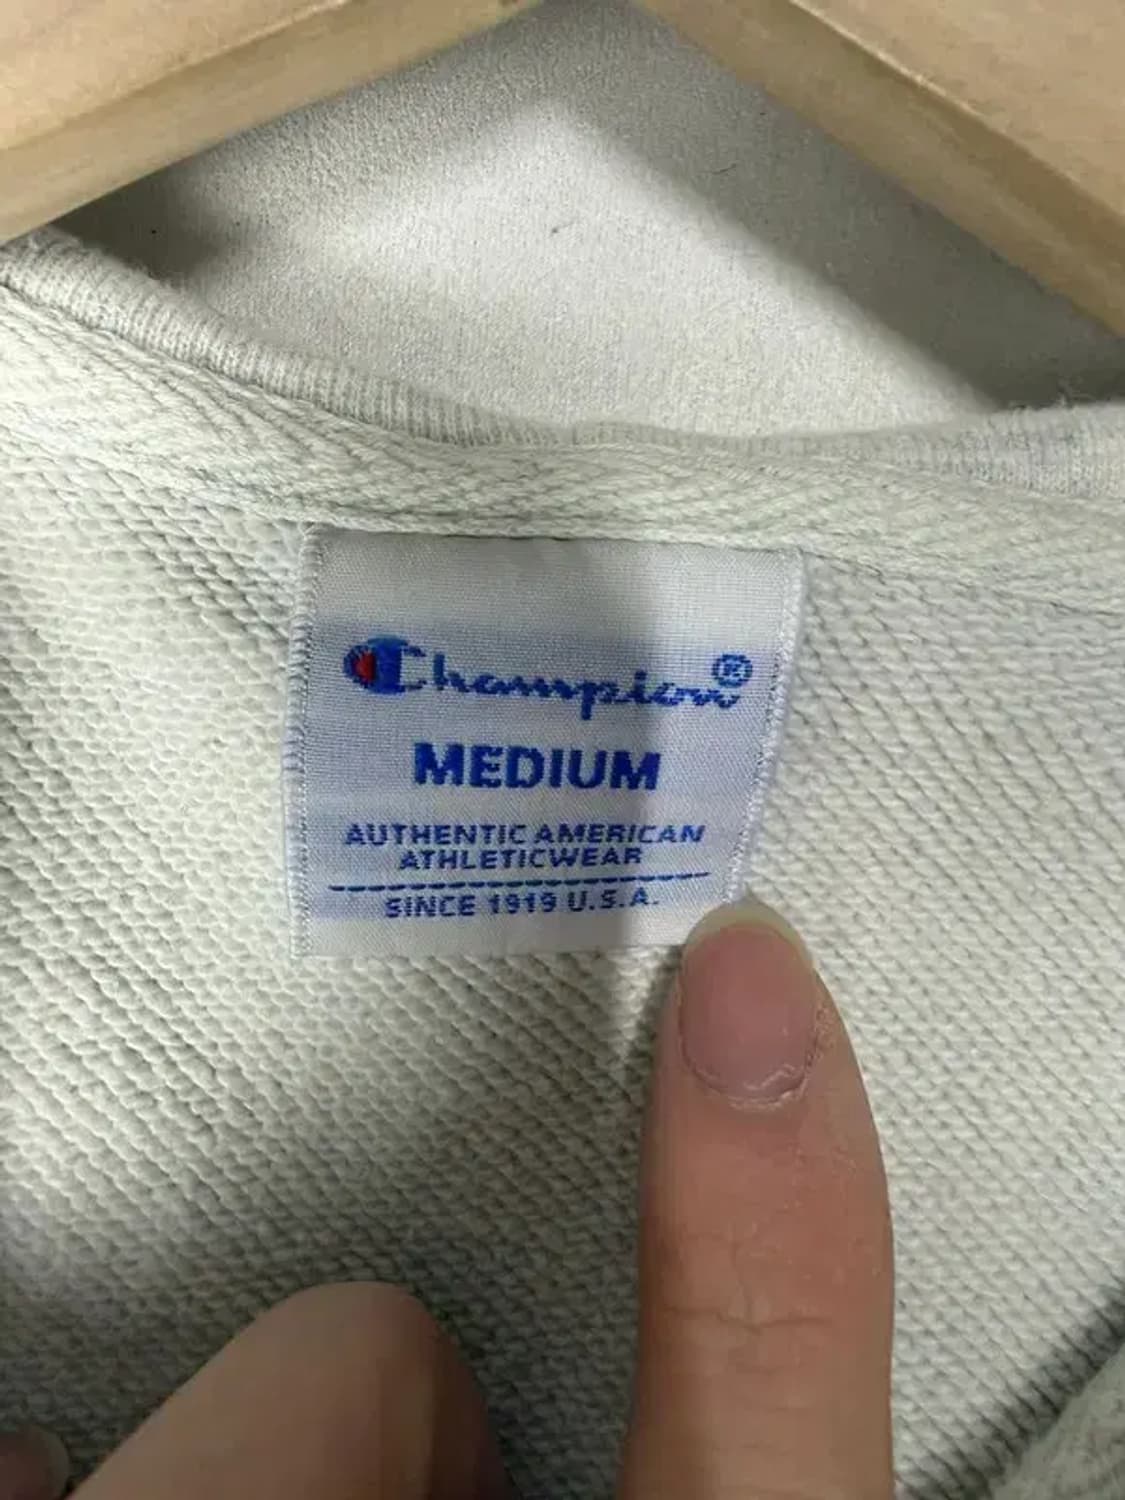 Champion®
MEDIUM
AUTHENTIC AMERICAN
ATHLETICWEAR
SINCE 1919 U.S.A.